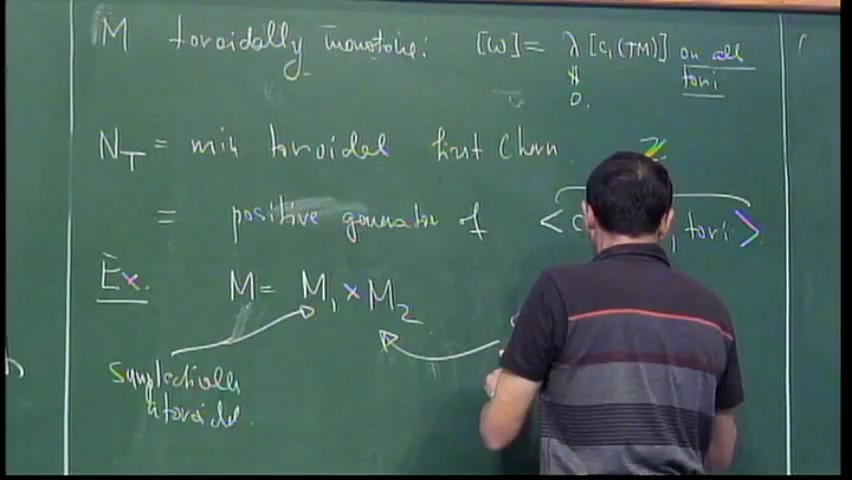 M toroidally monotone: [ω] = λ [c₁(TM)] on all tori
0.
N_T = min toroidal first Chern
= positive generator of < c , tori >
Ex. M = M₁ × M₂
symplectically
atoroidal.